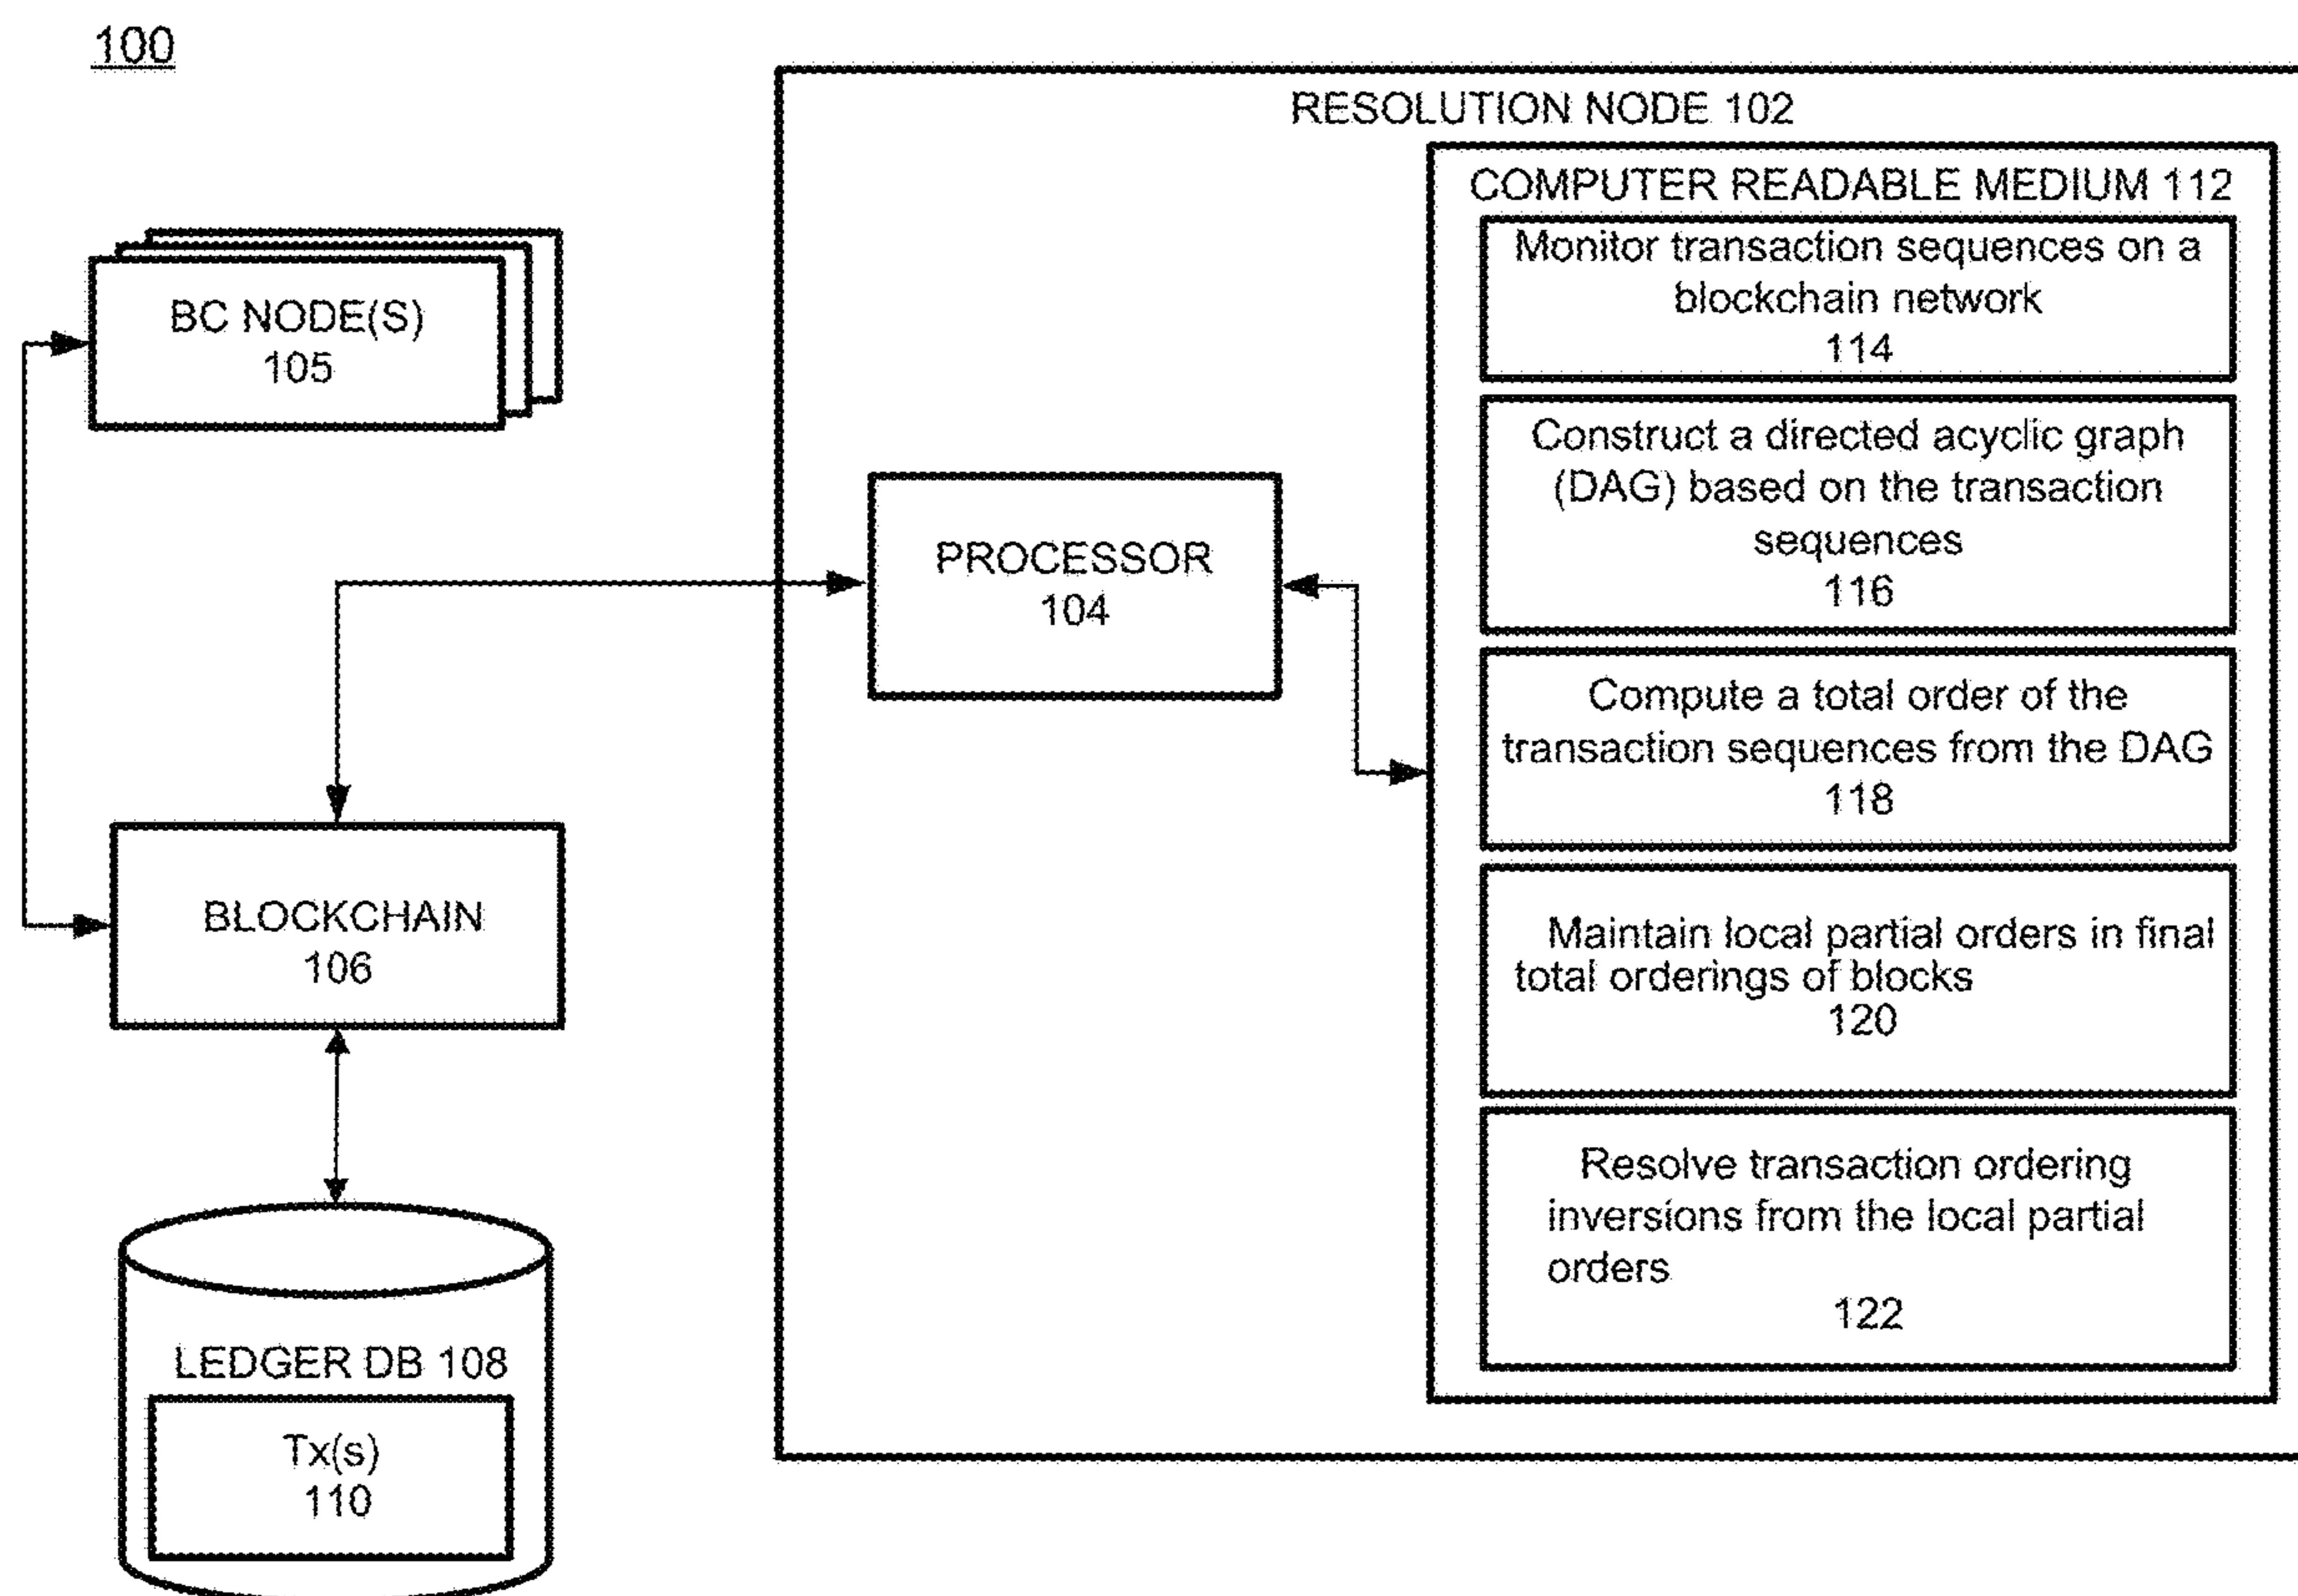 100
RESOLUTION NODE 102
COMPUTER READABLE MEDIUM 112
Monitor transaction sequences on a
blockchain network
114
Construct a directed acyclic graph
(DAG) based on the transaction
sequences
116
Compute a total order of the
transaction sequences from the DAG
118
Maintain local partial orders in final
total orderings of blocks
120
Resolve transaction ordering
inversions from the local partial
orders
122
PROCESSOR
104
BC NODE(S)
105
BLOCKCHAIN
106
LEDGER DB 108
Tx(s)
110